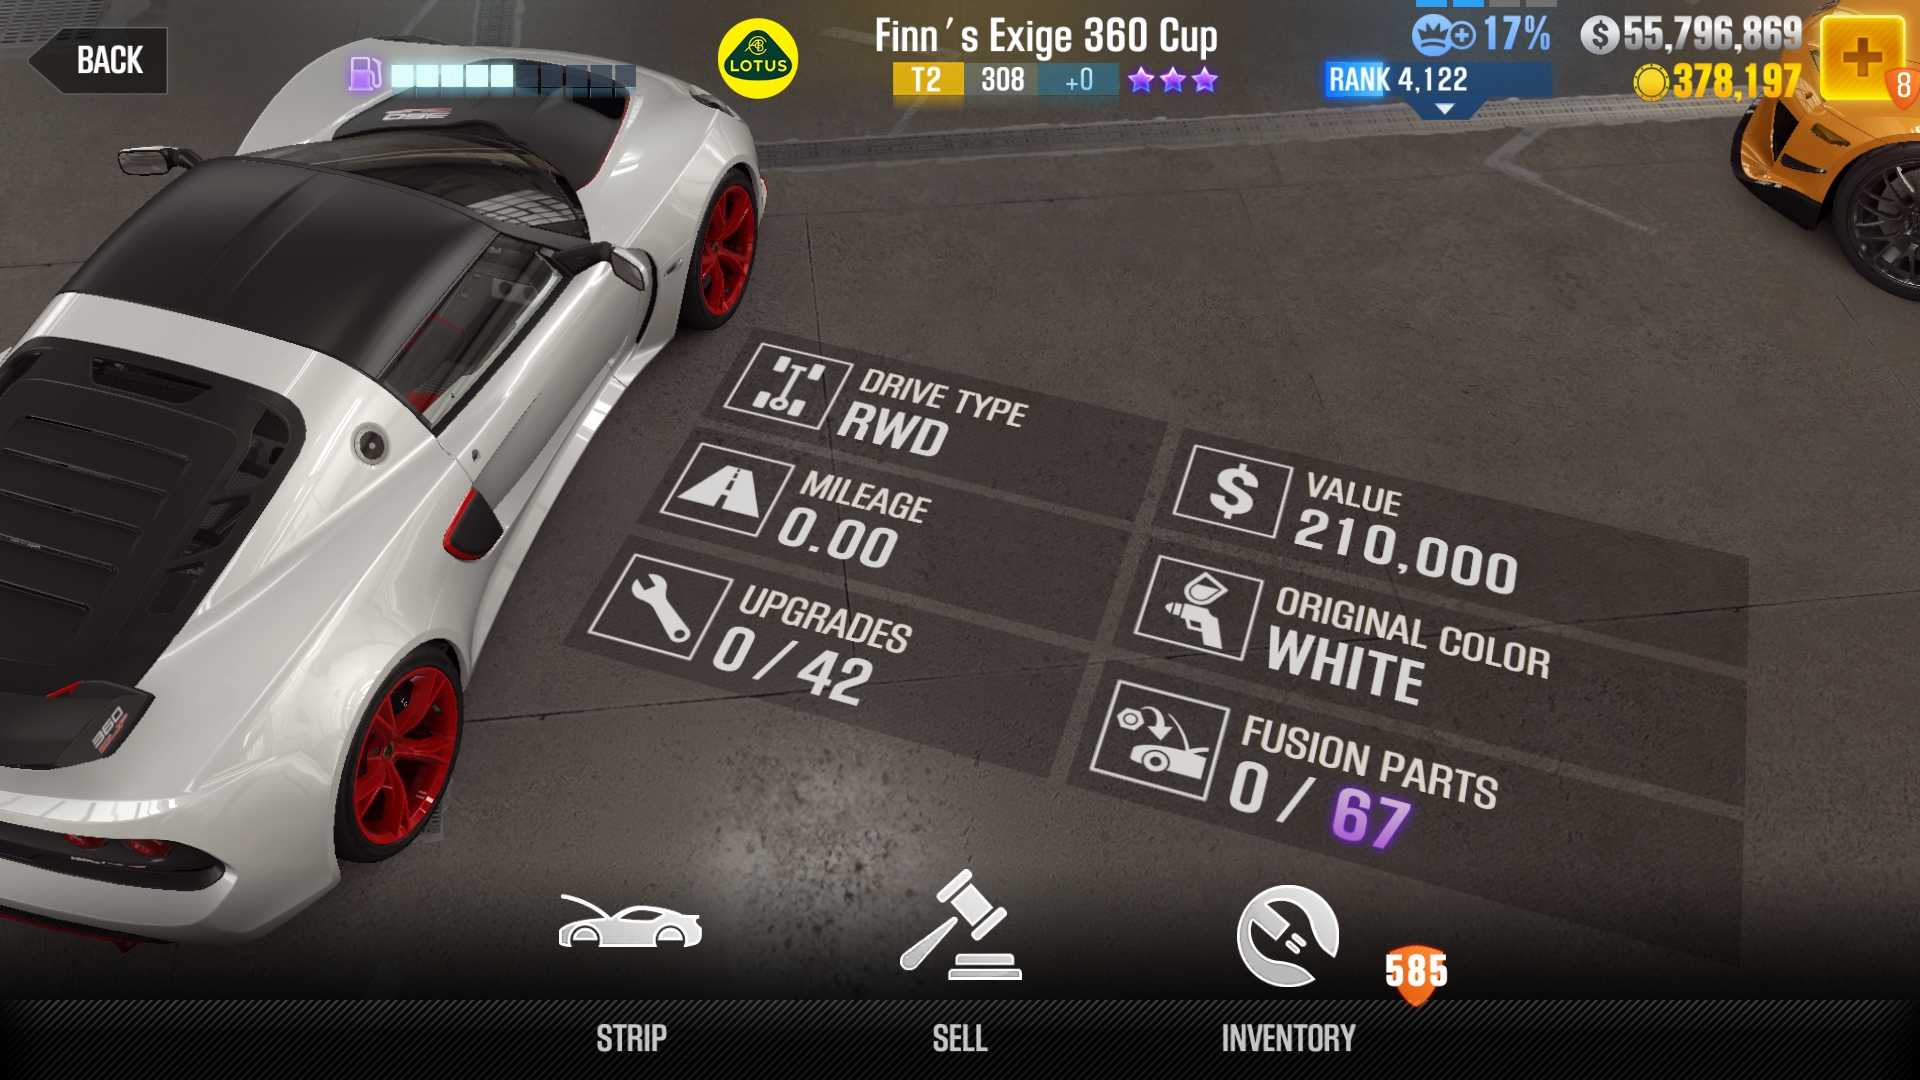 BACK
LOTUS
Finn's Exige 360 Cup
T2 308 +0
17%
RANK 4,122
$ 55,796,869
378,197
8
DRIVE TYPE
RWD
MILEAGE
0.00
UPGRADES
0 / 42
$ VALUE
210,000
ORIGINAL COLOR
WHITE
FUSION PARTS
0 / 67
360
585
STRIP
SELL
INVENTORY